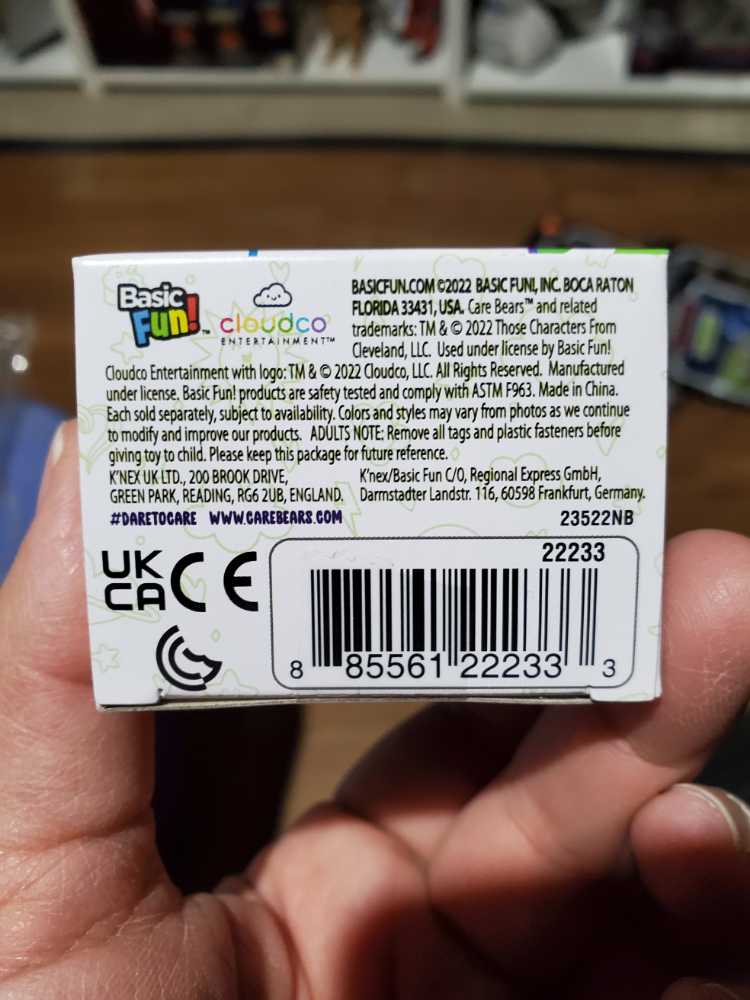 Basic Fun!™
cloudco
ENTERTAINMENT™
BASICFUN.COM ©2022 BASIC FUN!, INC. BOCA RATON
FLORIDA 33431, USA. Care Bears™ and related
trademarks: TM & © 2022 Those Characters From
Cleveland, LLC. Used under license by Basic Fun!
Cloudco Entertainment with logo: TM & © 2022 Cloudco, LLC. All Rights Reserved. Manufactured
under license. Basic Fun! products are safety tested and comply with ASTM F963. Made in China.
Each sold separately, subject to availability. Colors and styles may vary from photos as we continue
to modify and improve our products. ADULTS NOTE: Remove all tags and plastic fasteners before
giving toy to child. Please keep this package for future reference.
K'NEX UK LTD., 200 BROOK DRIVE,
GREEN PARK, READING, RG6 2UB, ENGLAND.
K'nex/Basic Fun C/O, Regional Express GmbH,
Darmstadter Landstr. 116, 60598 Frankfurt, Germany.
#DARETOCARE WWW.CAREBEARS.COM
23522NB
UK
CA
CE
22233
8 85561 22233 3